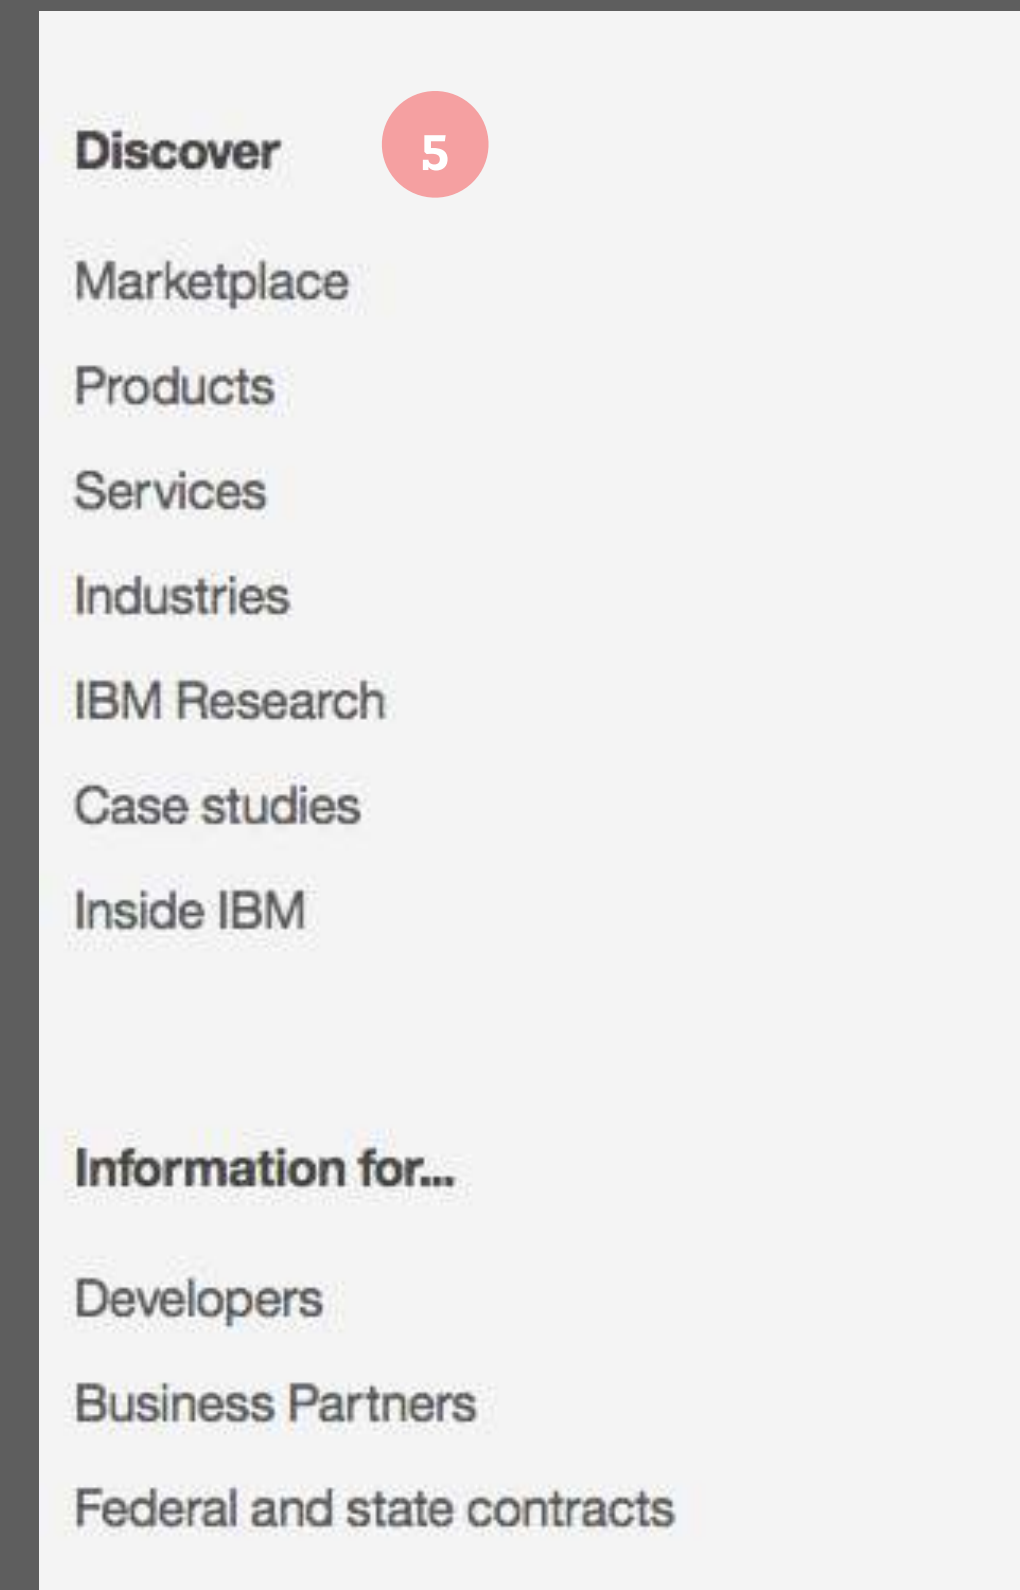 Discover
5
Marketplace
Products
Services
Industries
IBM Research
Case studies
Inside IBM
Information for...
Developers
Business Partners
Federal and state contracts